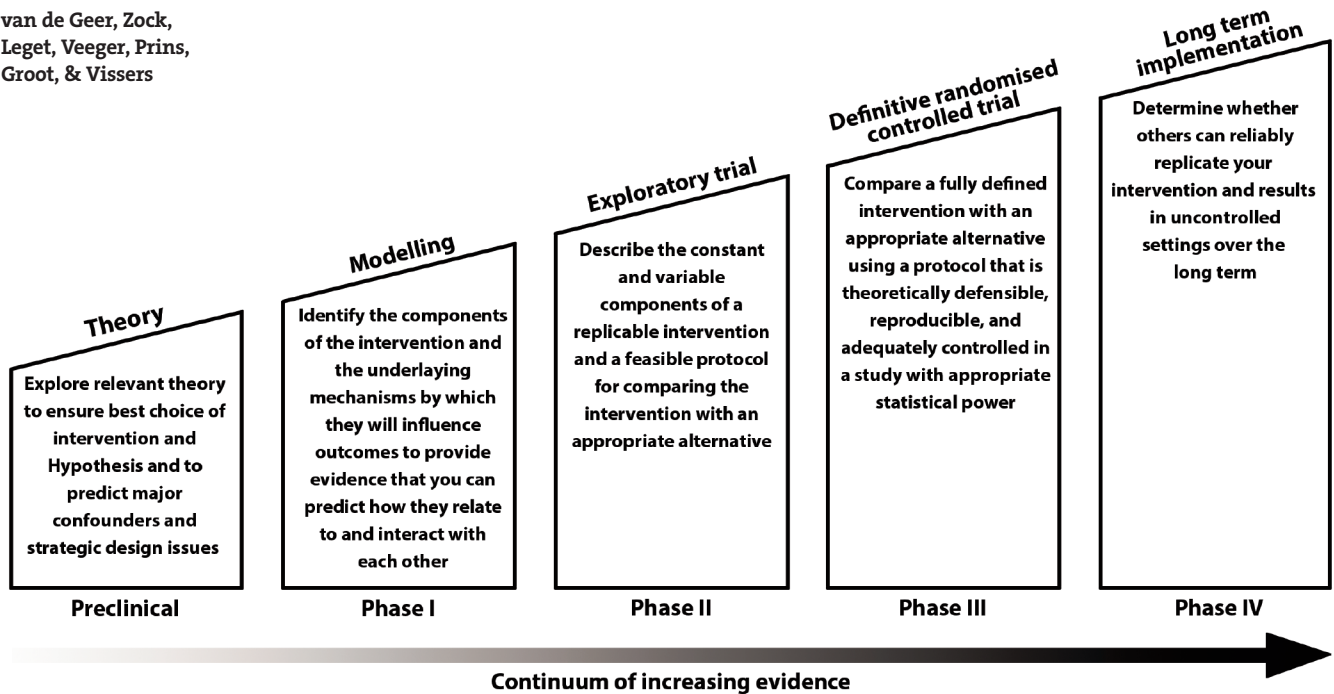 van de Geer, Zock,
Leget, Veeger, Prins,
Groot, & Vissers
Theory
Explore relevant theory
to ensure best choice of
intervention and
Hypothesis and to
predict major
confounders and
strategic design issues
Preclinical
Modelling
Identify the components
of the intervention and
the underlaying
mechanisms by which
they will influence
outcomes to provide
evidence that you can
predict how they relate
to and interact with
each other
Phase I
Exploratory trial
Describe the constant
and variable
components of a
replicable intervention
and a feasible protocol
for comparing the
intervention with an
appropriate alternative
Phase II
Definitive randomised
controlled trial
Compare a fully defined
intervention with an
appropriate alternative
using a protocol that is
theoretically defensible,
reproducible, and
adequately controlled in
a study with appropriate
statistical power
Phase III
Long term
implementation
Determine whether
others can reliably
replicate your
intervention and results
in uncontrolled
settings over the
long term
Phase IV
Continuum of increasing evidence